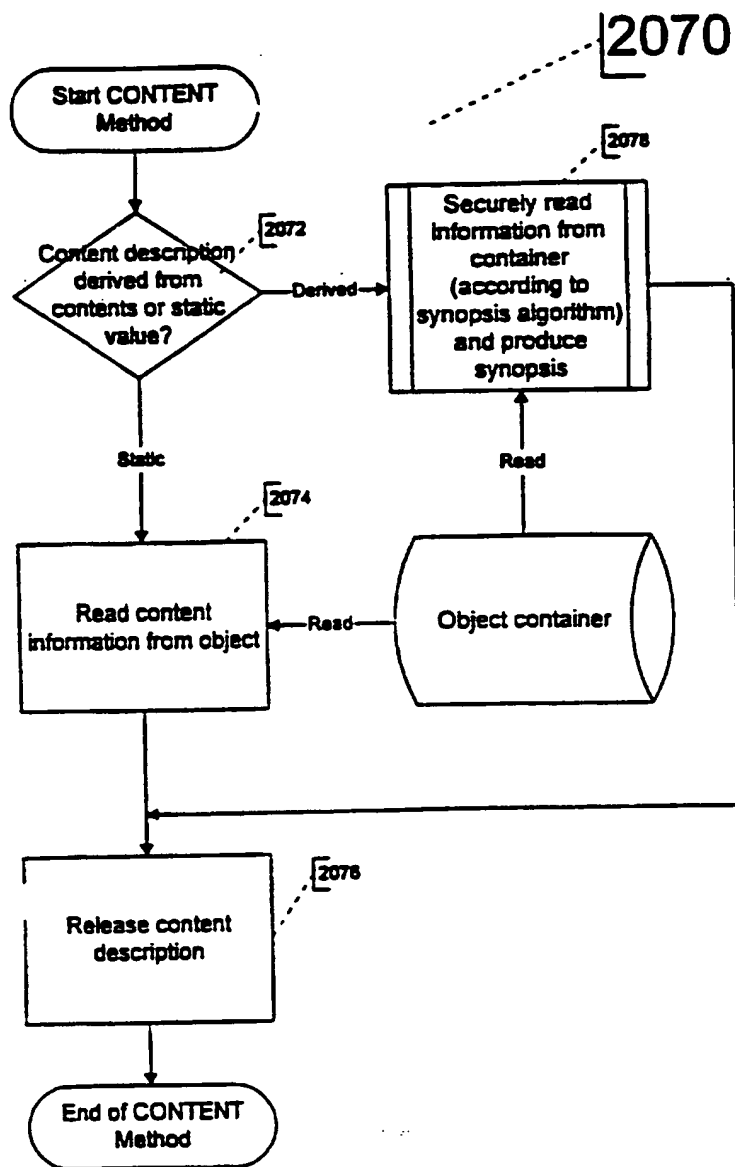 2070
Start CONTENT
Method
2078
2072
Content description
derived from
contents or static
value?
Derived
Securely read
information from
container
(according to
synopsis algorithm)
and produce
synopsis
Static
Read
2074
Read content
information from object
Read
Object container
2076
Release content
description
End of CONTENT
Method